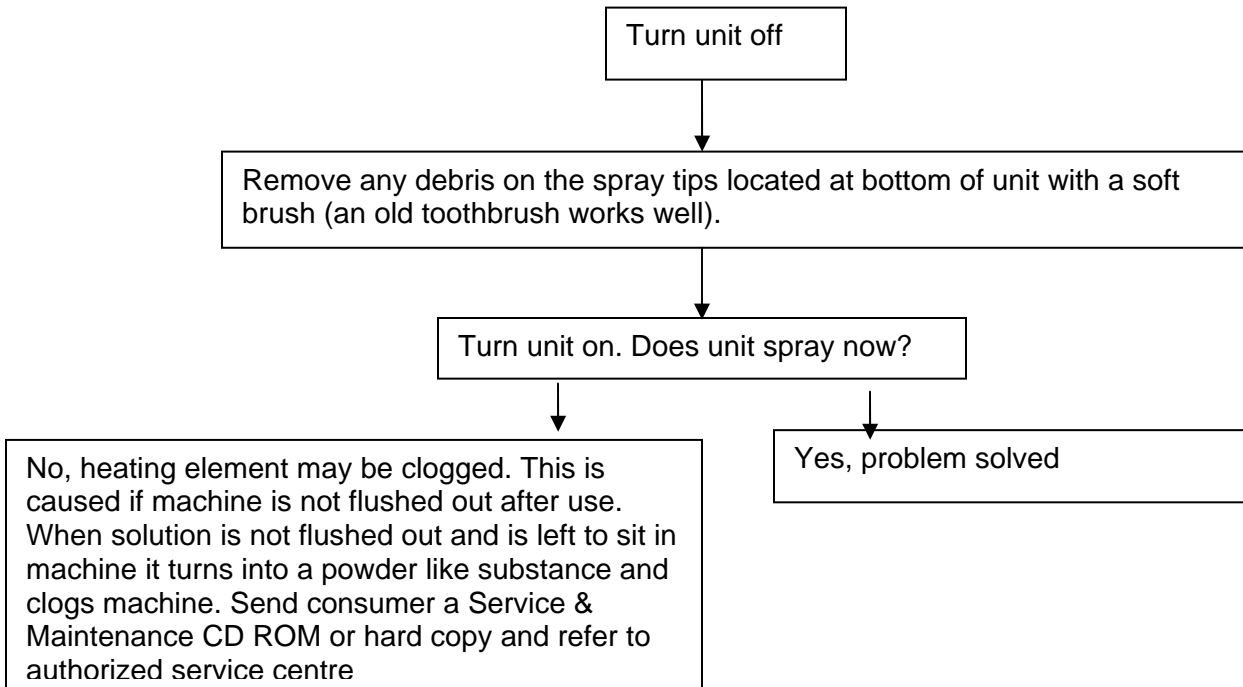 Turn unit off
Remove any debris on the spray tips located at bottom of unit with a soft
brush (an old toothbrush works well).
Turn unit on. Does unit spray now?
No, heating element may be clogged. This is
caused if machine is not flushed out after use.
When solution is not flushed out and is left to sit in
machine it turns into a powder like substance and
clogs machine. Send consumer a Service &
Maintenance CD ROM or hard copy and refer to
authorized service centre
Yes, problem solved